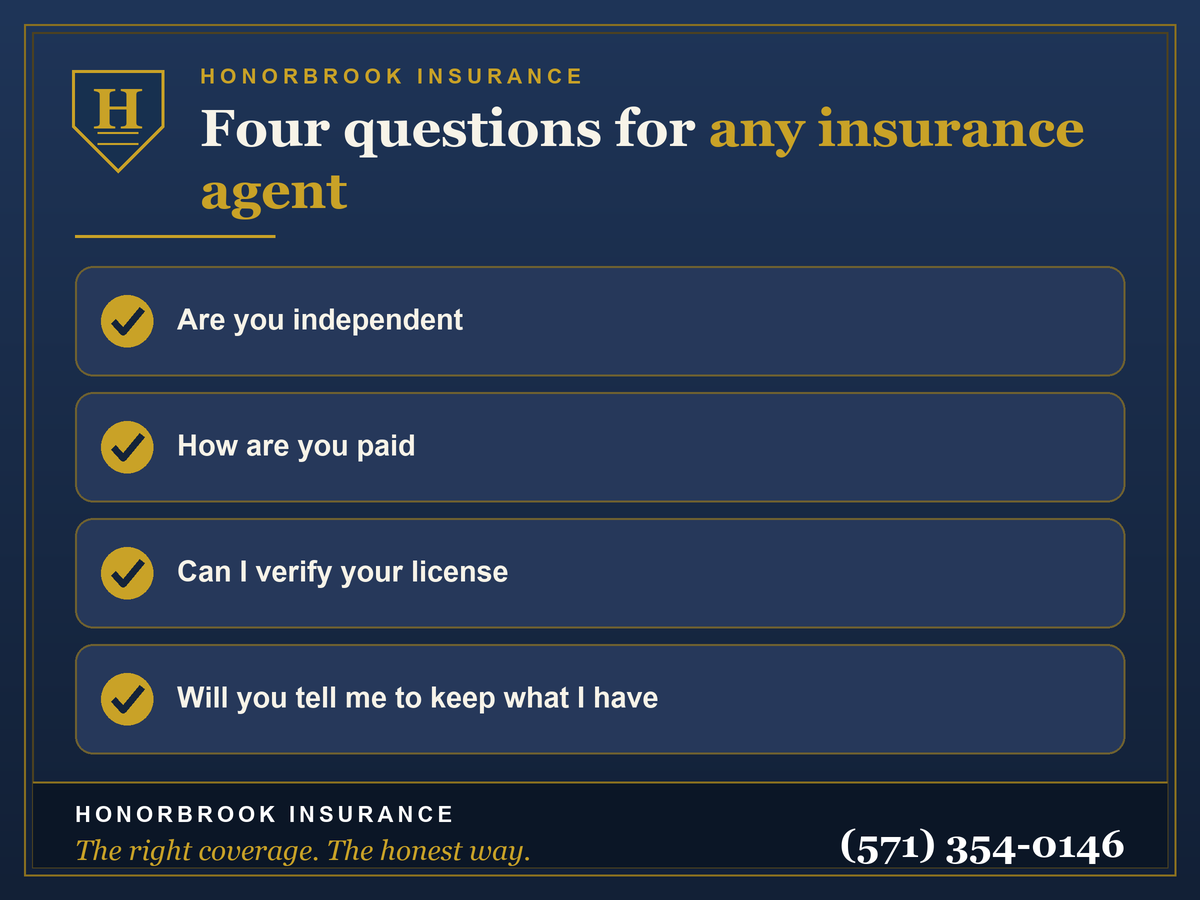 H
HONORBROOK INSURANCE
Four questions for any insurance
agent
Are you independent
How are you paid
Can I verify your license
Will you tell me to keep what I have
HONORBROOK INSURANCE
The right coverage. The honest way.
(571) 354-0146